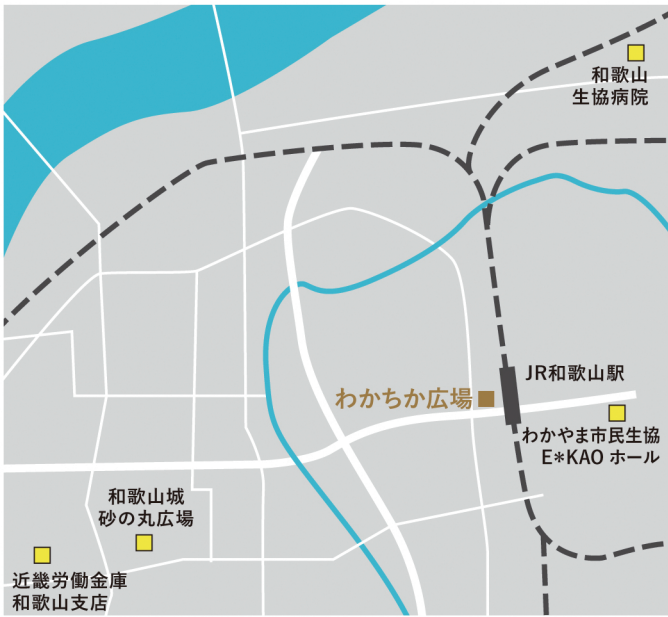 和歌山
生協病院
JR和歌山駅
わかちか広場
わかやま市民生協
E*KAO ホール
和歌山城
砂の丸広場
近畿労働金庫
和歌山支店